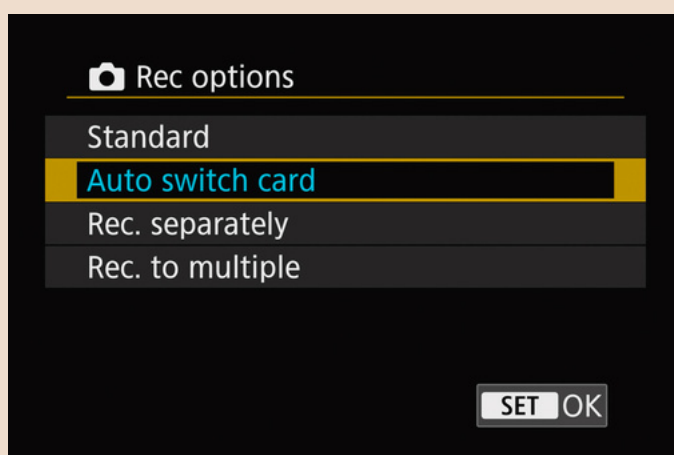 Rec options
Standard
Auto switch card
Rec. separately
Rec. to multiple
SET OK